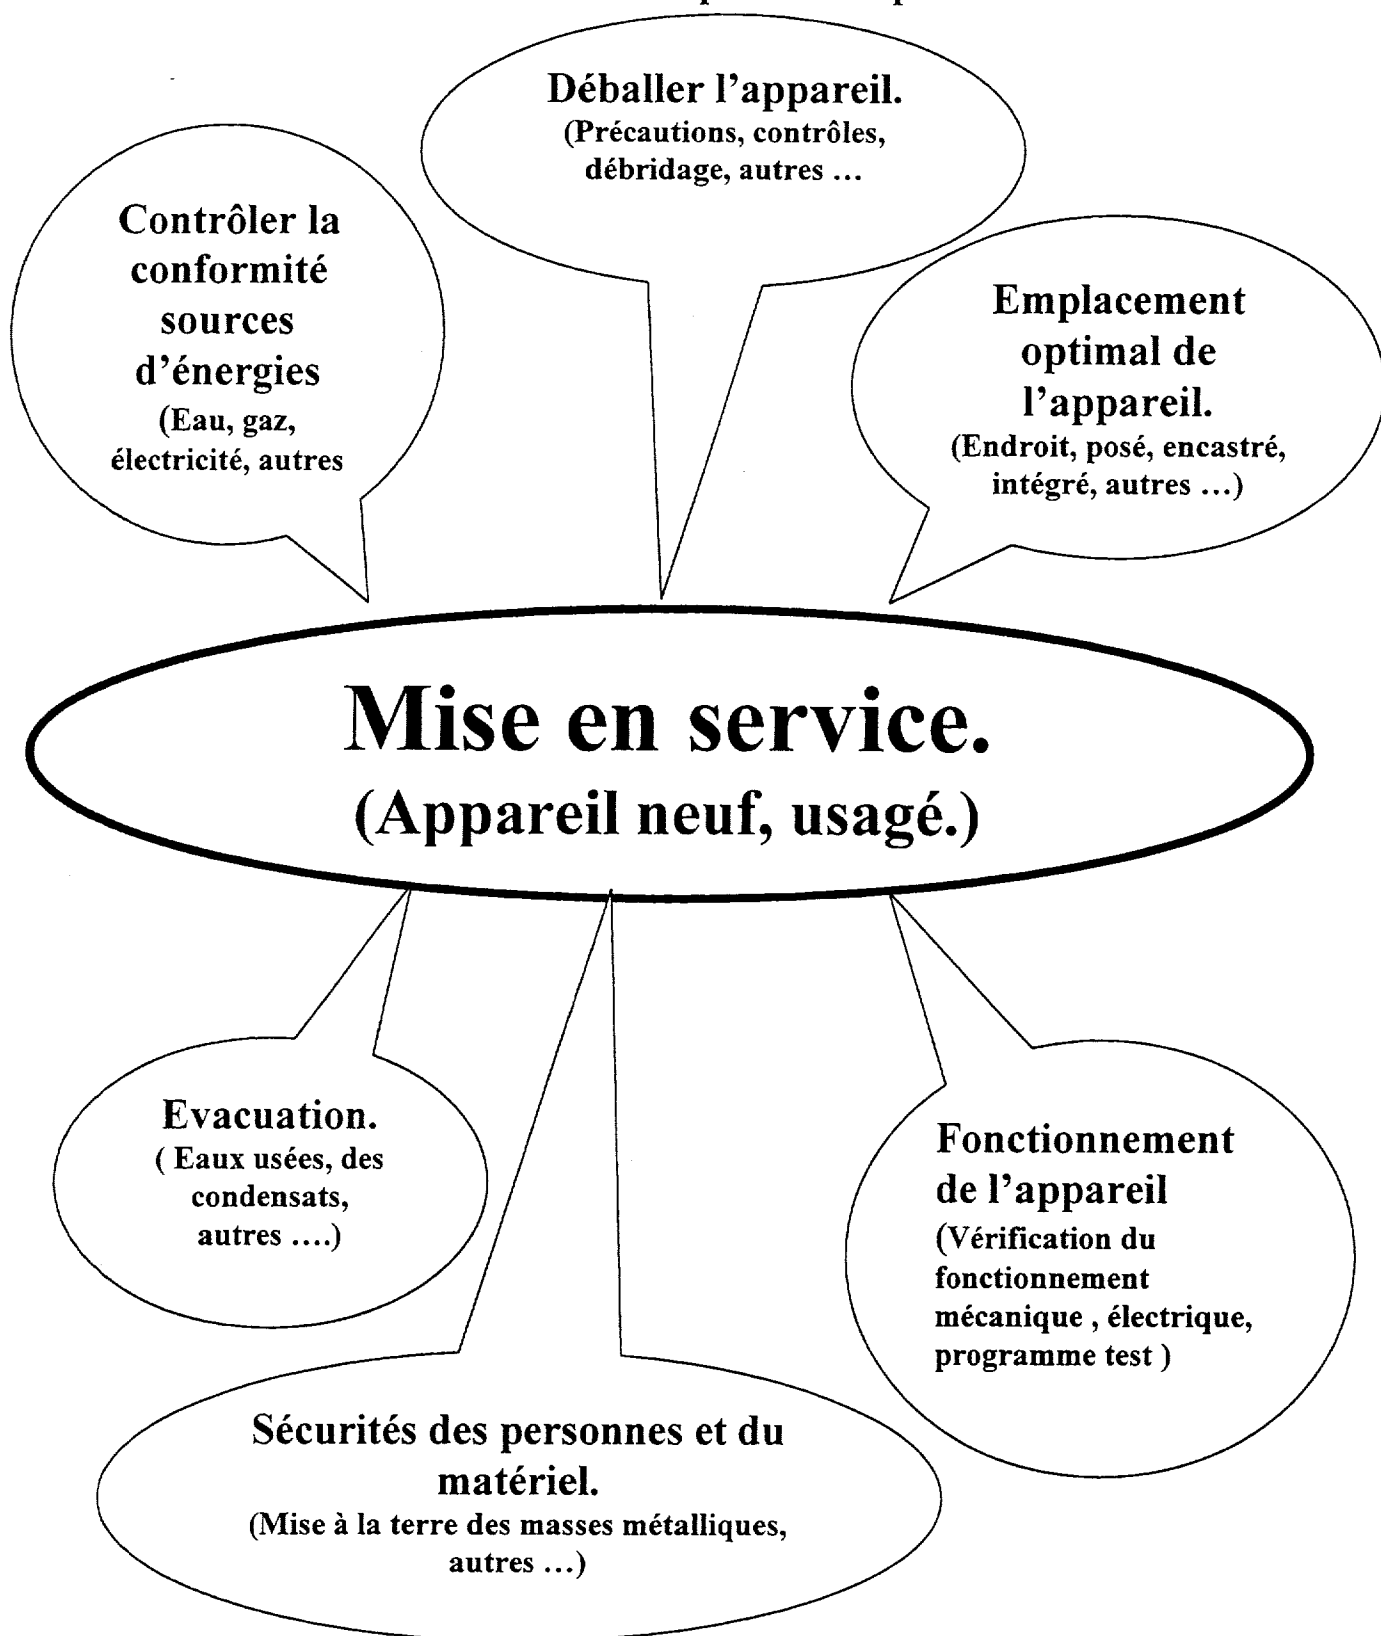 Déballer l’appareil.
(Précautions, contrôles,
débridage, autres …
Contrôler la
conformité
sources
d’énergies
(Eau, gaz,
électricité, autres
Emplacement
optimal de
l’appareil.
(Endroit, posé, encastré,
intégré, autres …)
Mise en service.
(Appareil neuf, usagé.)
Evacuation.
( Eaux usées, des
condensats,
autres ….)
Fonctionnement
de l’appareil
(Vérification du
fonctionnement
mécanique , électrique,
programme test )
Sécurités des personnes et du
matériel.
(Mise à la terre des masses métalliques,
autres …)